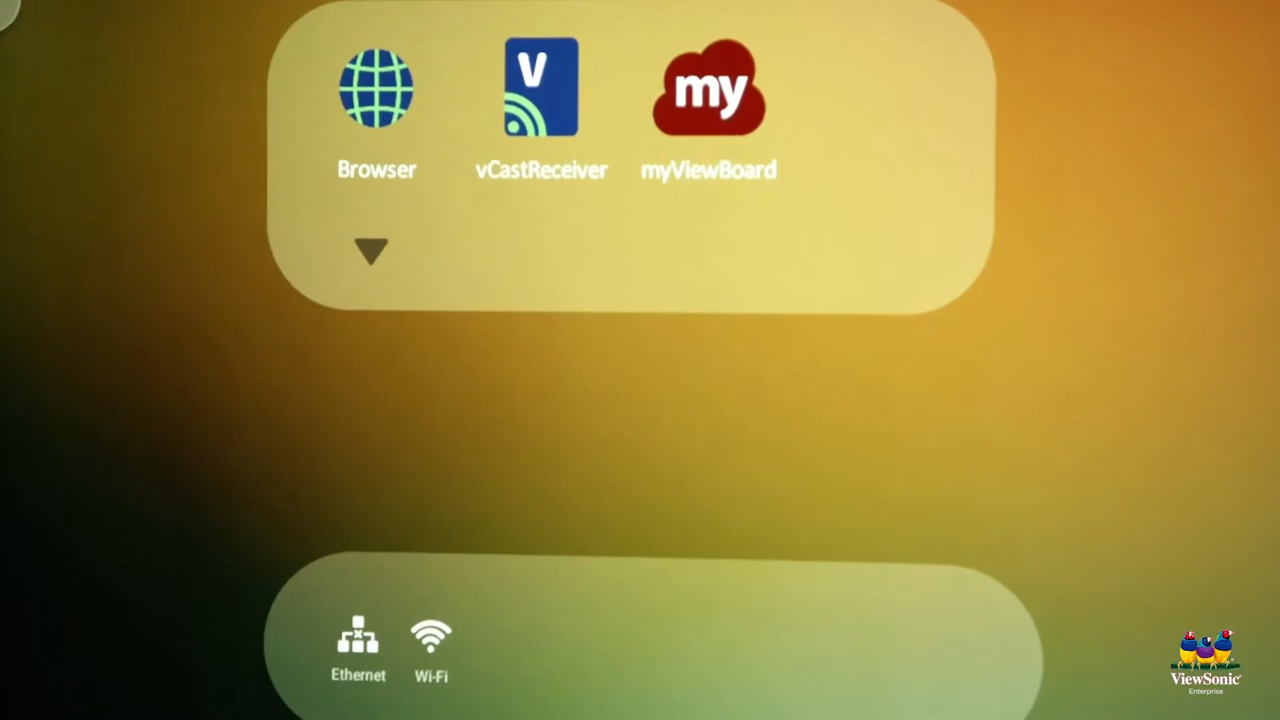 V
my
Browser
vCastReceiver
myViewBoard
Ethernet
Wi-Fi
ViewSonic
Enterprise